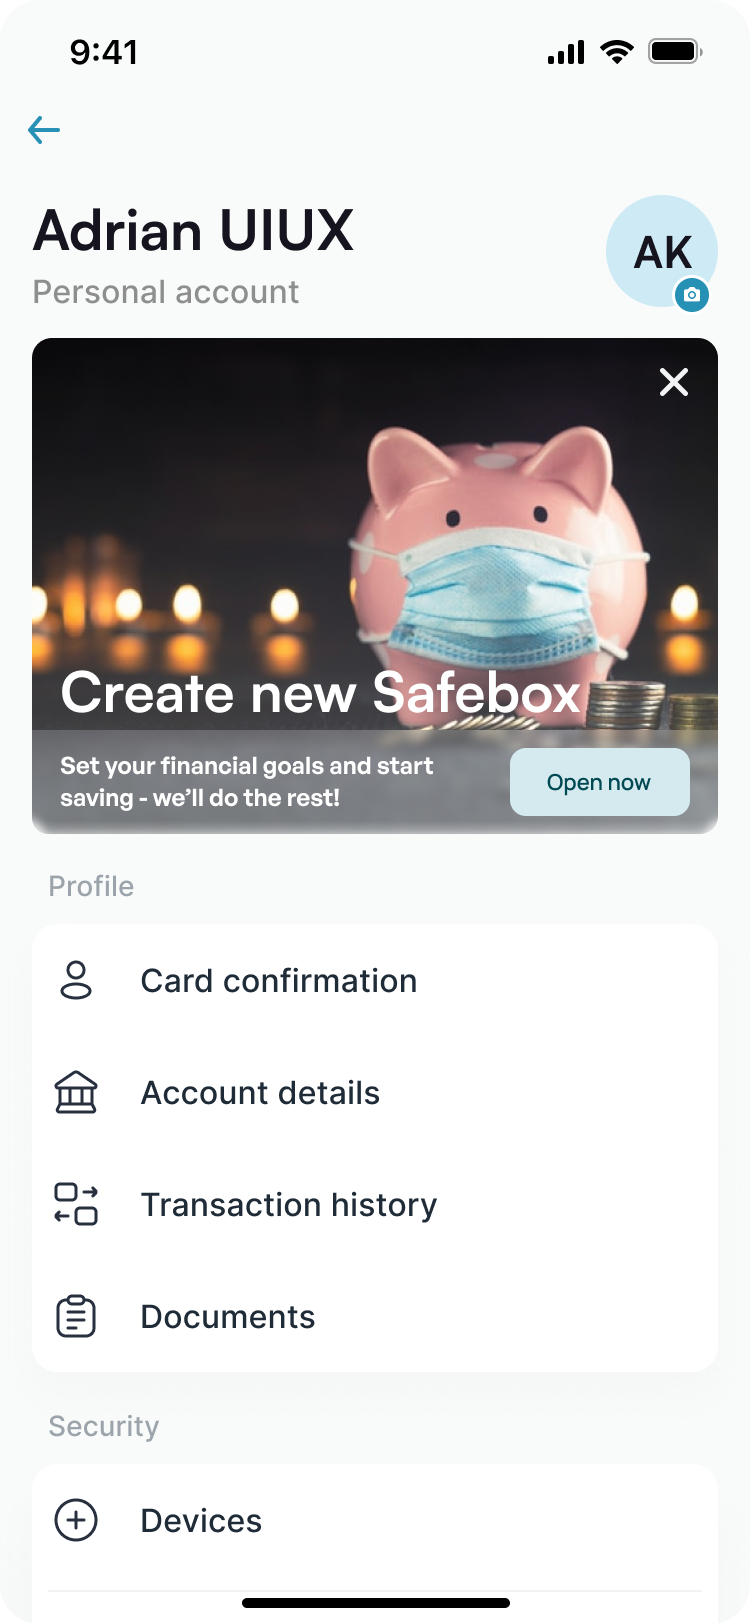 9:41
Adrian UIUX
AK
Personal account
Create new Safebox
Set your financial goals and start
saving - we’ll do the rest!
Open now
Profile
Card confirmation
Account details
Transaction history
Documents
Security
Devices